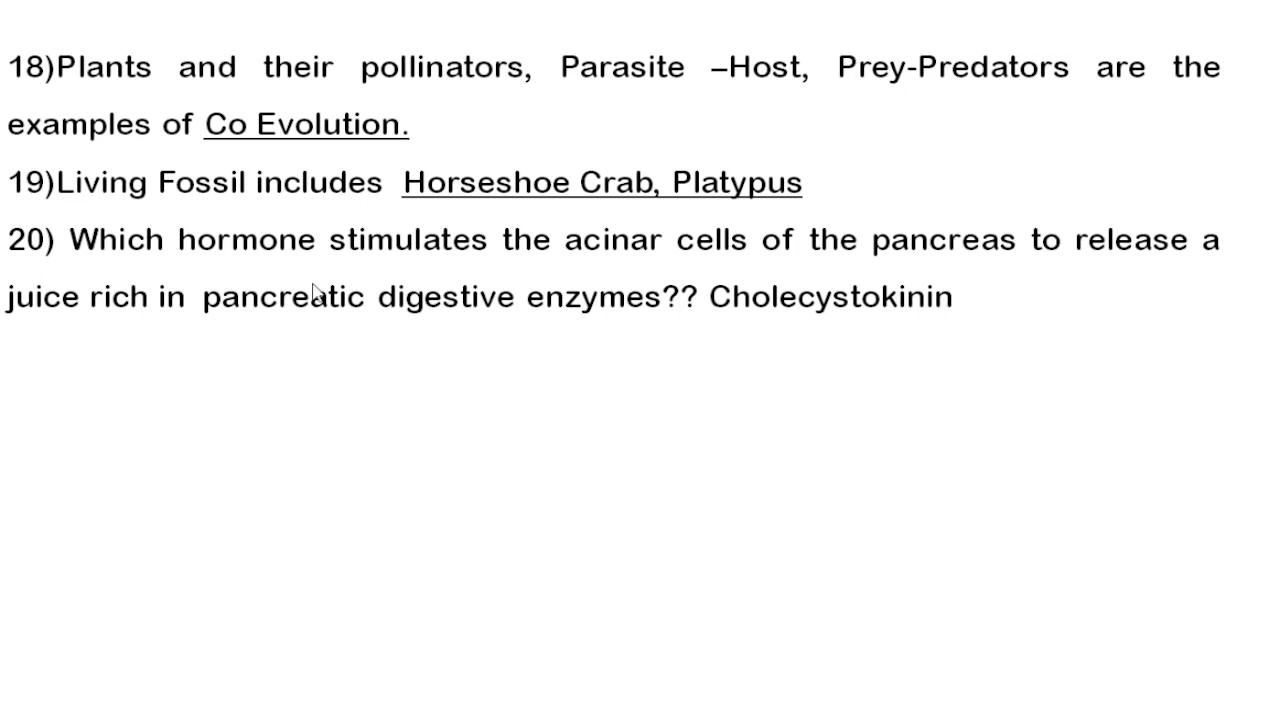 18)Plants and their pollinators, Parasite –Host, Prey-Predators are the
examples of Co Evolution.
19)Living Fossil includes Horseshoe Crab, Platypus
20) Which hormone stimulates the acinar cells of the pancreas to release a
juice rich in pancreatic digestive enzymes?? Cholecystokinin